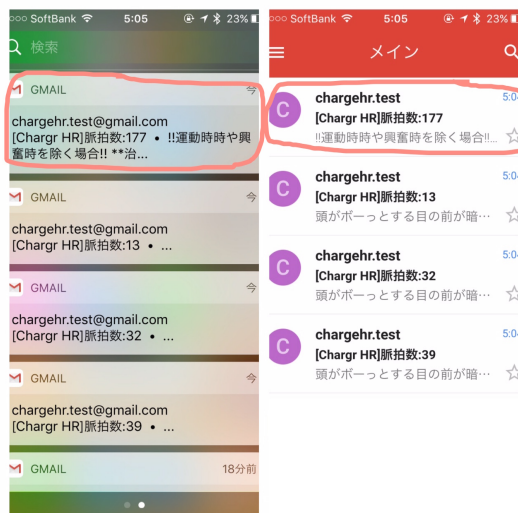 SoftBank 5:05 23%
検索
GMAIL 今
chargehr.test@gmail.com
[Chargr HR]脈拍数:177 • !!運動時時や興
奮時を除く場合!! **治...
GMAIL 今
chargehr.test@gmail.com
[Chargr HR]脈拍数:13 • ...
GMAIL 今
chargehr.test@gmail.com
[Chargr HR]脈拍数:32 • ...
GMAIL 今
chargehr.test@gmail.com
[Chargr HR]脈拍数:39 • ...
GMAIL 18分前
SoftBank 5:05 23%
メイン
C
chargehr.test 5:04
[Chargr HR]脈拍数:177
!!運動時時や興奮時を除く場合!!...
C
chargehr.test 5:04
[Chargr HR]脈拍数:13
頭がボーっとする目の前が暗…
C
chargehr.test 5:04
[Chargr HR]脈拍数:32
頭がボーっとする目の前が暗…
C
chargehr.test 5:04
[Chargr HR]脈拍数:39
頭がボーっとする目の前が暗…